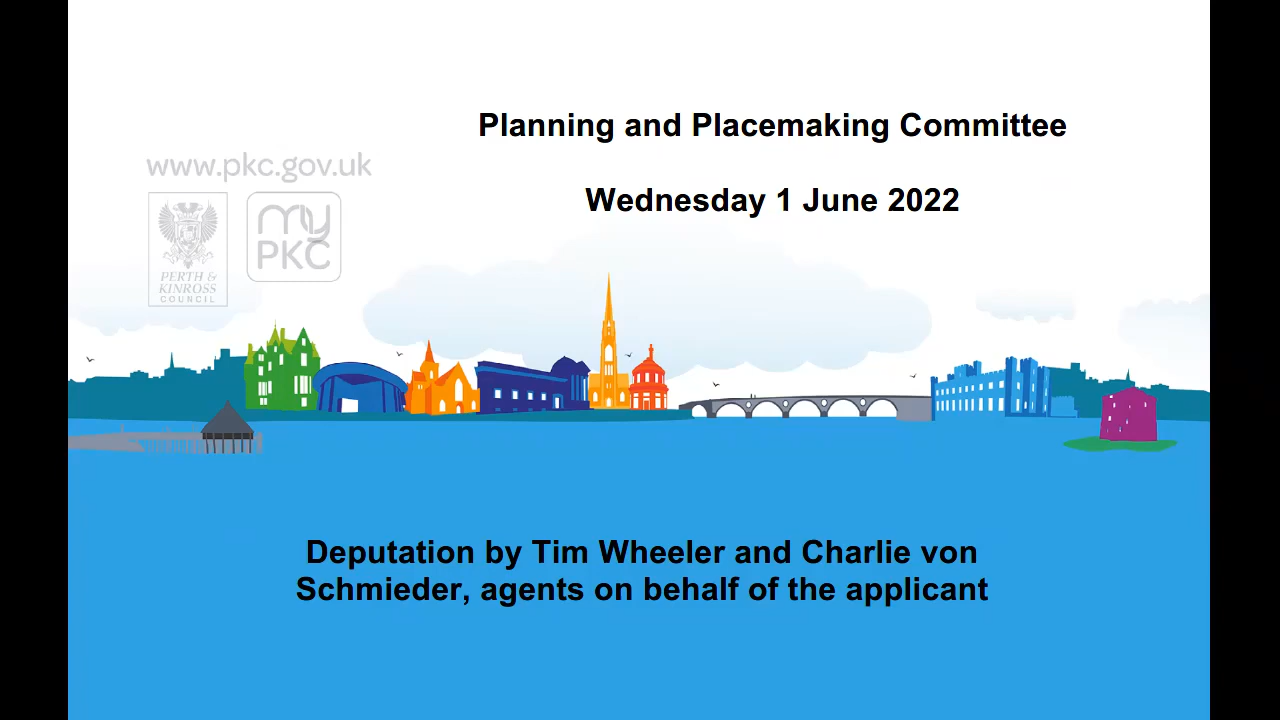 Planning and Placemaking Committee
www.pkc.gov.uk
Wednesday 1 June 2022
my
PKC
PERTH &
KINROSS
COUNCIL
Deputation by Tim Wheeler and Charlie von
Schmieder, agents on behalf of the applicant